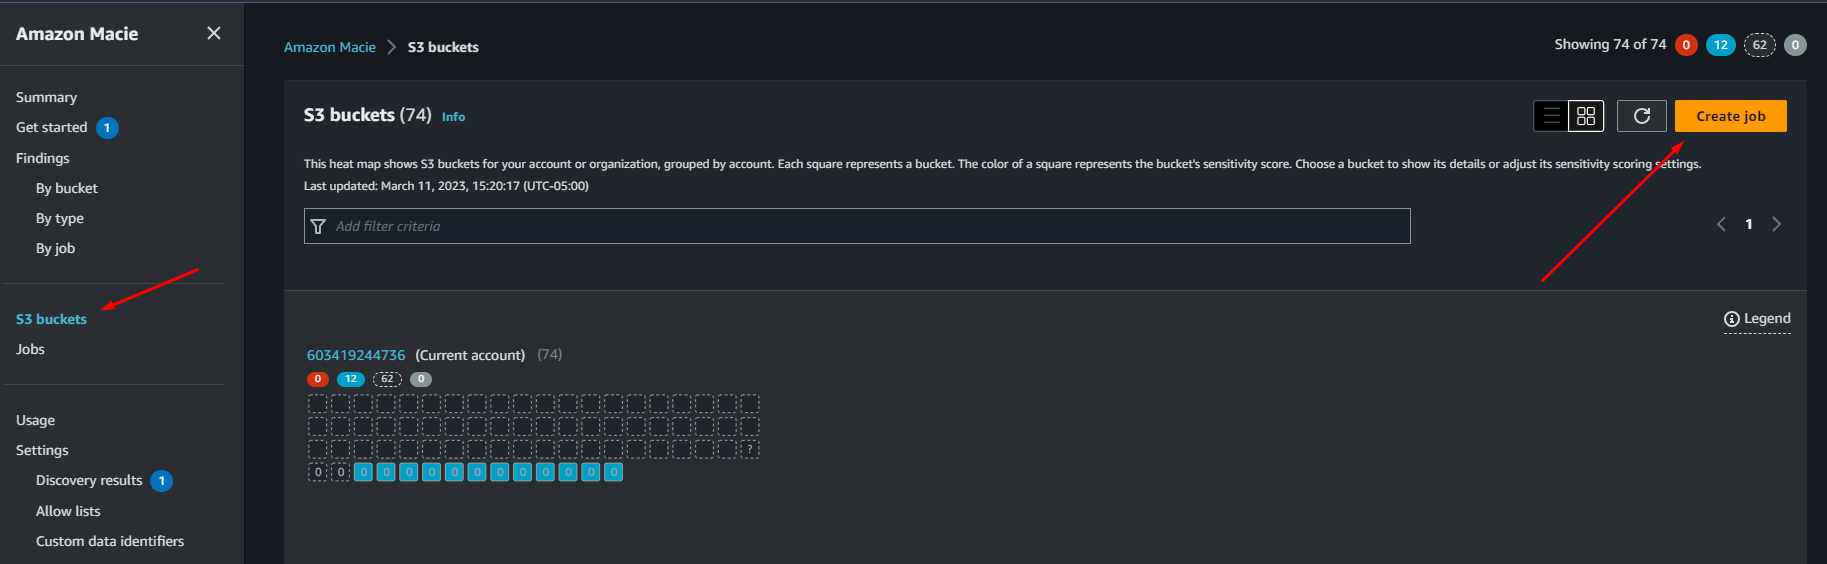 Amazon Macie
Summary
Get started 1
Findings
By bucket
By type
By job
S3 buckets
Jobs
Usage
Settings
Discovery results 1
Allow lists
Custom data identifiers
Amazon Macie > S3 buckets
Showing 74 of 74 0 12 62 0
S3 buckets (74) Info
Create job
This heat map shows S3 buckets for your account or organization, grouped by account. Each square represents a bucket. The color of a square represents the bucket's sensitivity score. Choose a bucket to show its details or adjust its sensitivity scoring settings.
Last updated: March 11, 2023, 15:20:17 (UTC-05:00)
Add filter criteria
1
Legend
603419244736 (Current account) (74)
0 12 62 0
?
0 0 0 0 0 0 0 0 0 0 0 0 0 0